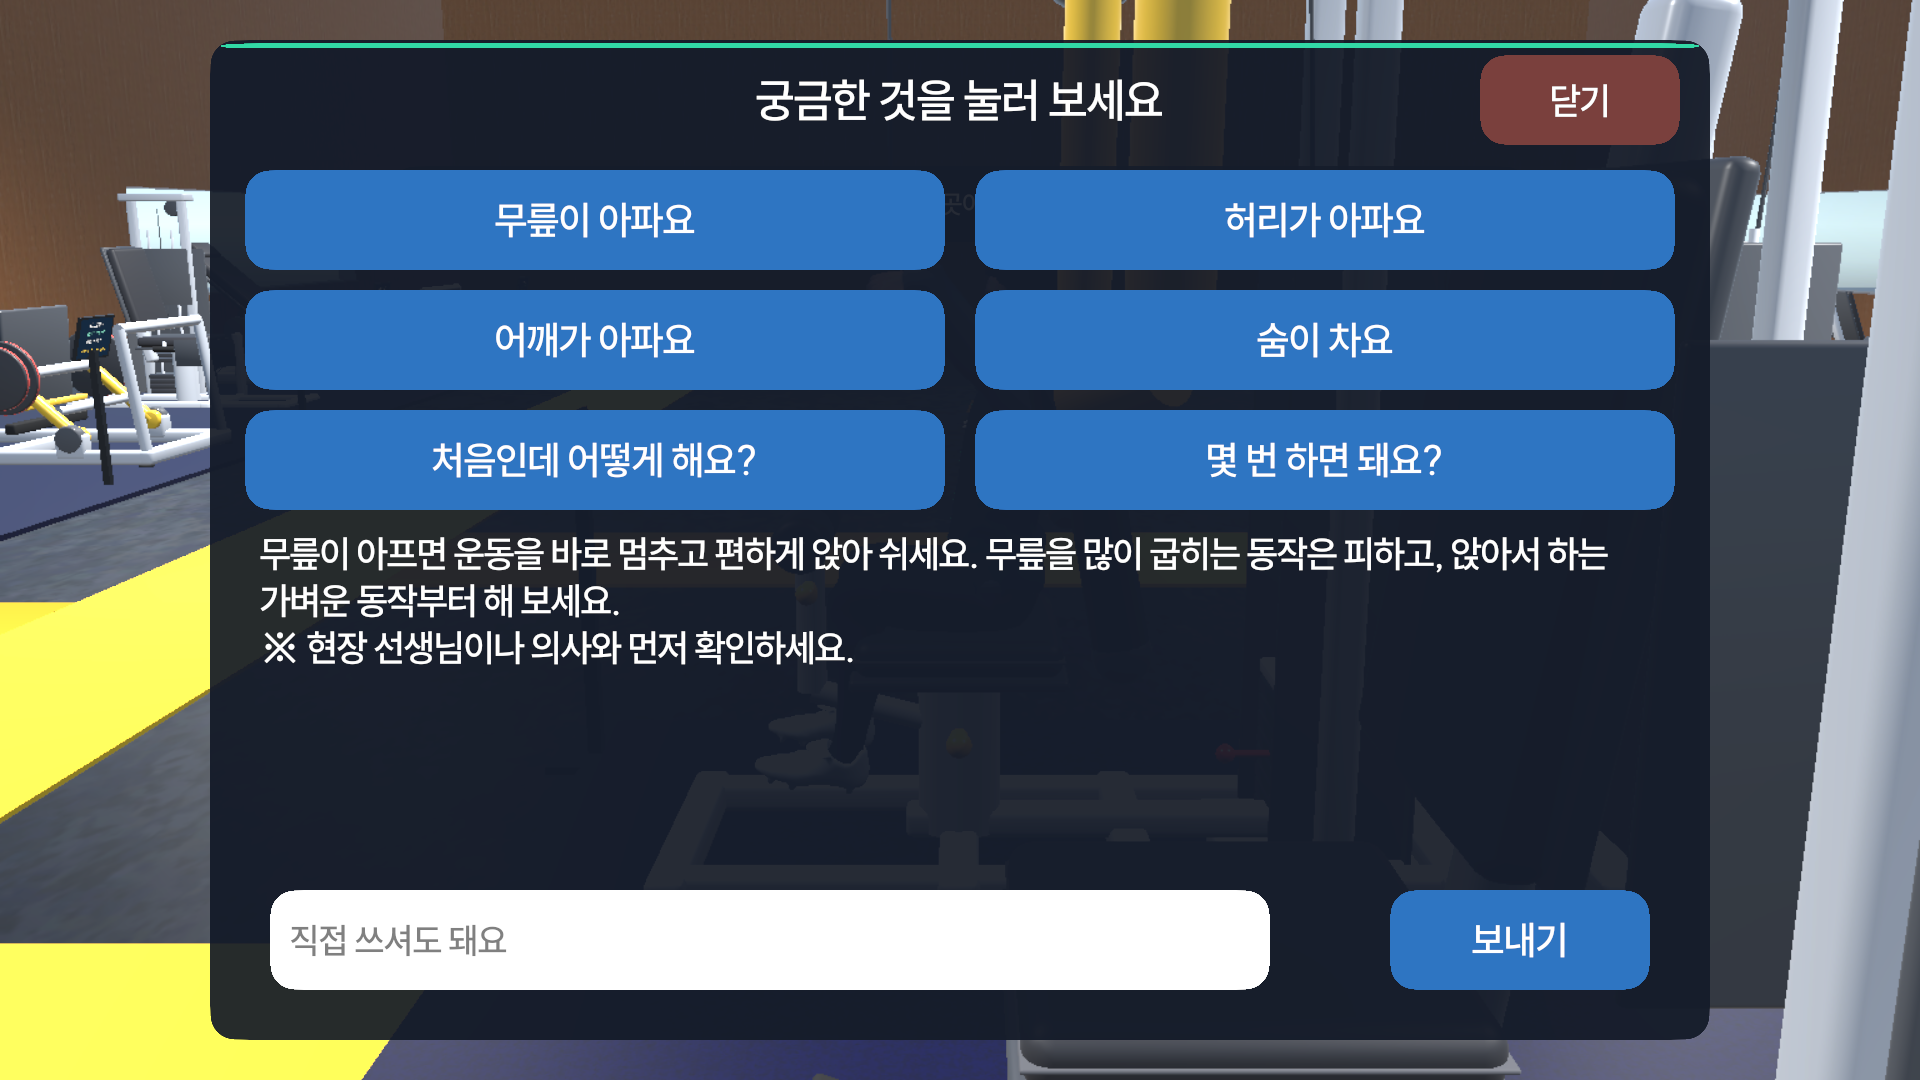 궁금한 것을 눌러 보세요
닫기
무릎이 아파요
허리가 아파요
어깨가 아파요
숨이 차요
처음인데 어떻게 해요?
몇 번 하면 돼요?
무릎이 아프면 운동을 바로 멈추고 편하게 앉아 쉬세요. 무릎을 많이 굽히는 동작은 피하고, 앉아서 하는
가벼운 동작부터 해 보세요.
※ 현장 선생님이나 의사와 먼저 확인하세요.
직접 쓰셔도 돼요
보내기